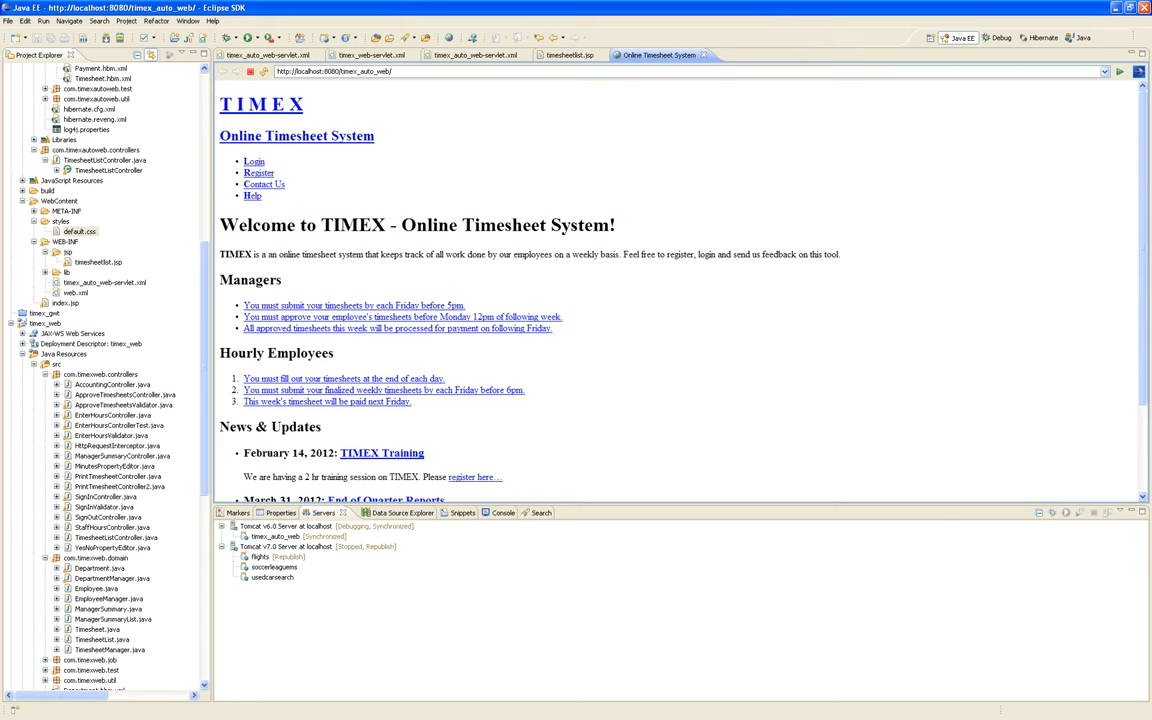 Java EE - http://localhost:8080/timex_auto_web/ - Eclipse SDK
File Edit Run Navigate Search Project Refactor Window Help
Java EE Debug Hibernate Java
Project Explorer
timex_auto_web-servlet.xml timex_web-servlet.xml timex_auto_web-servlet.xml timesheetlist.jsp Online Timesheet System
http://localhost:8080/timex_auto_web/
Payment.hbm.xml
Timesheet.hbm.xml
com.timexautoweb.test
com.timexautoweb.util
hibernate.cfg.xml
hibernate.reveng.xml
log4j.properties
Libraries
com.timexautoweb.controllers
TimesheetListController.java
TimesheetListController
JavaScript Resources
build
WebContent
META-INF
styles
default.css
WEB-INF
jsp
timesheetlist.jsp
lib
timex_auto_web-servlet.xml
web.xml
index.jsp
timex_gwt
timex_web
JAX-WS Web Services
Deployment Descriptor: timex_web
Java Resources
src
com.timexweb.controllers
AccountingController.java
ApproveTimesheetsController.java
ApproveTimesheetsValidator.java
EnterHoursController.java
EnterHoursControllerTest.java
EnterHoursValidator.java
HttpRequestInterceptor.java
ManagerSummaryController.java
MinutesPropertyEditor.java
PrintTimesheetController.java
PrintTimesheetController2.java
SignInController.java
SignInValidator.java
SignOutController.java
StaffHoursController.java
TimesheetListController.java
YesNoPropertyEditor.java
com.timexweb.domain
Department.java
DepartmentManager.java
Employee.java
EmployeeManager.java
ManagerSummary.java
ManagerSummaryList.java
Timesheet.java
TimesheetList.java
TimesheetManager.java
com.timexweb.job
com.timexweb.test
com.timexweb.util
Department.hbm.xml
T I M E X
Online Timesheet System
Login
Register
Contact Us
Help
Welcome to TIMEX - Online Timesheet System!
TIMEX is a an online timesheet system that keeps track of all work done by our employees on a weekly basis. Feel free to register, login and send us feedback on this tool.
Managers
You must submit your timesheets by each Friday before 5pm.
You must approve your employee's timesheets before Monday 12pm of following week.
All approved timesheets this week will be processed for payment on following Friday.
Hourly Employees
1. You must fill out your timesheets at the end of each day.
2. You must submit your finalized weekly timesheets by each Friday before 6pm.
3. This week's timesheet will be paid next Friday.
News & Updates
February 14, 2012: TIMEX Training
We are having a 2 hr training session on TIMEX. Please register here…
March 31, 2012: End of Quarter Reports
Markers Properties Servers Data Source Explorer Snippets Console Search
Tomcat v6.0 Server at localhost [Debugging, Synchronized]
timex_auto_web [Synchronized]
Tomcat v7.0 Server at localhost [Stopped, Republish]
flights [Republish]
soccerleaguems
usedcarsearch